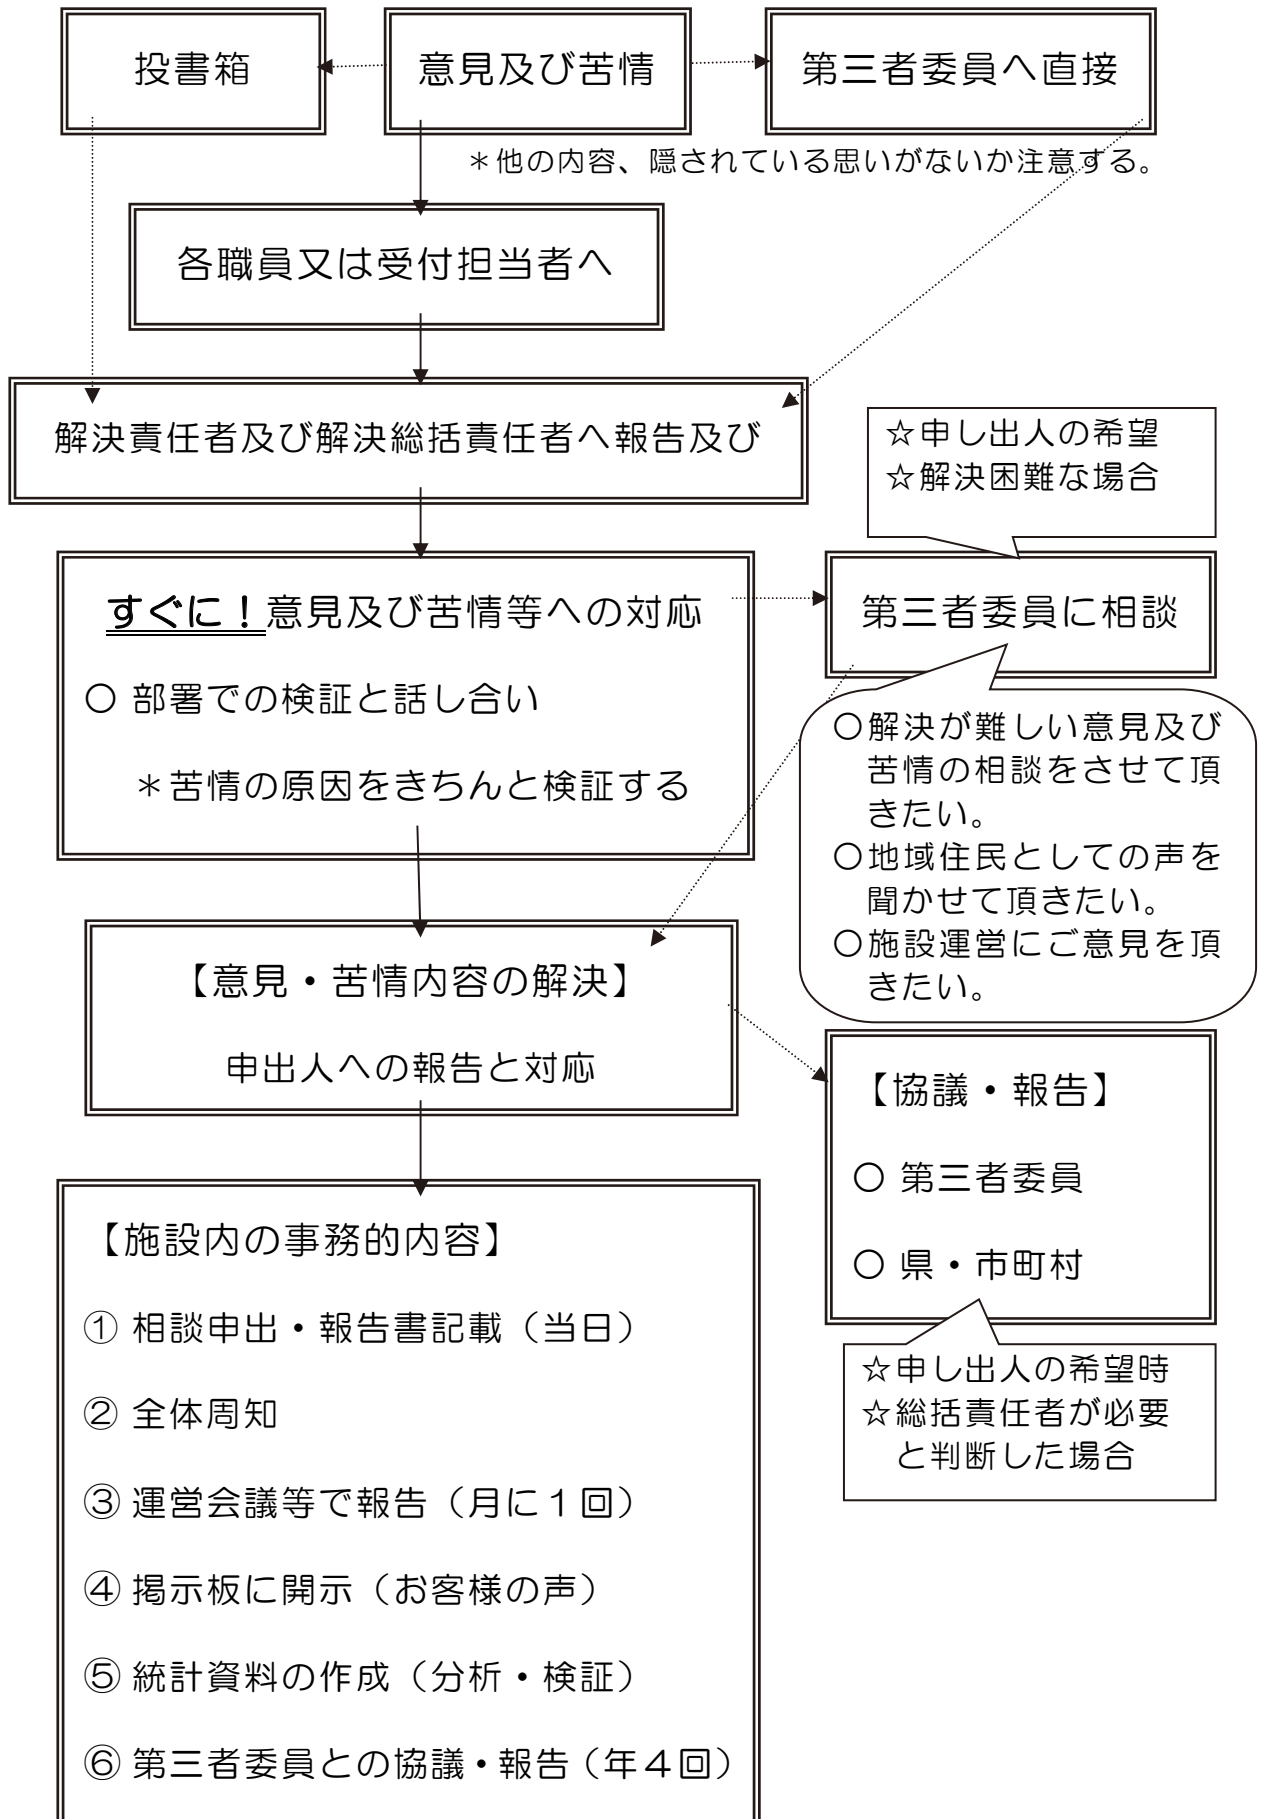 投書箱
意見及び苦情
第三者委員へ直接
＊他の内容、隠されている思いがないか注意する。
各職員又は受付担当者へ
解決責任者及び解決総括責任者へ報告及び
☆申し出人の希望
☆解決困難な場合
すぐに！意見及び苦情等への対応
○ 部署での検証と話し合い
＊苦情の原因をきちんと検証する
第三者委員に相談
○解決が難しい意見及び
苦情の相談をさせて頂
きたい。
○地域住民としての声を
聞かせて頂きたい。
○施設運営にご意見を頂
きたい。
【意見・苦情内容の解決】
申出人への報告と対応
【協議・報告】
○ 第三者委員
○ 県・市町村
☆申し出人の希望時
☆総括責任者が必要
と判断した場合
【施設内の事務的内容】
① 相談申出・報告書記載（当日）
② 全体周知
③ 運営会議等で報告（月に１回）
④ 掲示板に開示（お客様の声）
⑤ 統計資料の作成（分析・検証）
⑥ 第三者委員との協議・報告（年４回）